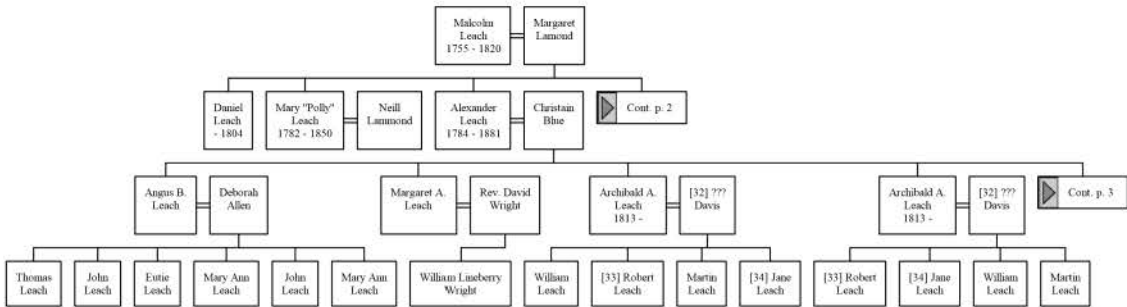 Malcolm
Leach
1755 - 1820
Margaret
Lamond
Daniel
Leach
- 1804
Mary "Polly"
Leach
1782 - 1850
Neill
Lammond
Alexander
Leach
1784 - 1881
Christain
Blue
Cont. p. 2
Angus B.
Leach
Deborah
Allen
Margaret A.
Leach
Rev. David
Wright
Archibald A.
Leach
1813 -
[32] ???
Davis
Archibald A.
Leach
1813 -
[32] ???
Davis
Cont. p. 3
Thomas
Leach
John
Leach
Eutie
Leach
Mary Ann
Leach
John
Leach
Mary Ann
Leach
William Lineberry
Wright
William
Leach
[33] Robert
Leach
Martin
Leach
[34] Jane
Leach
[33] Robert
Leach
[34] Jane
Leach
William
Leach
Martin
Leach